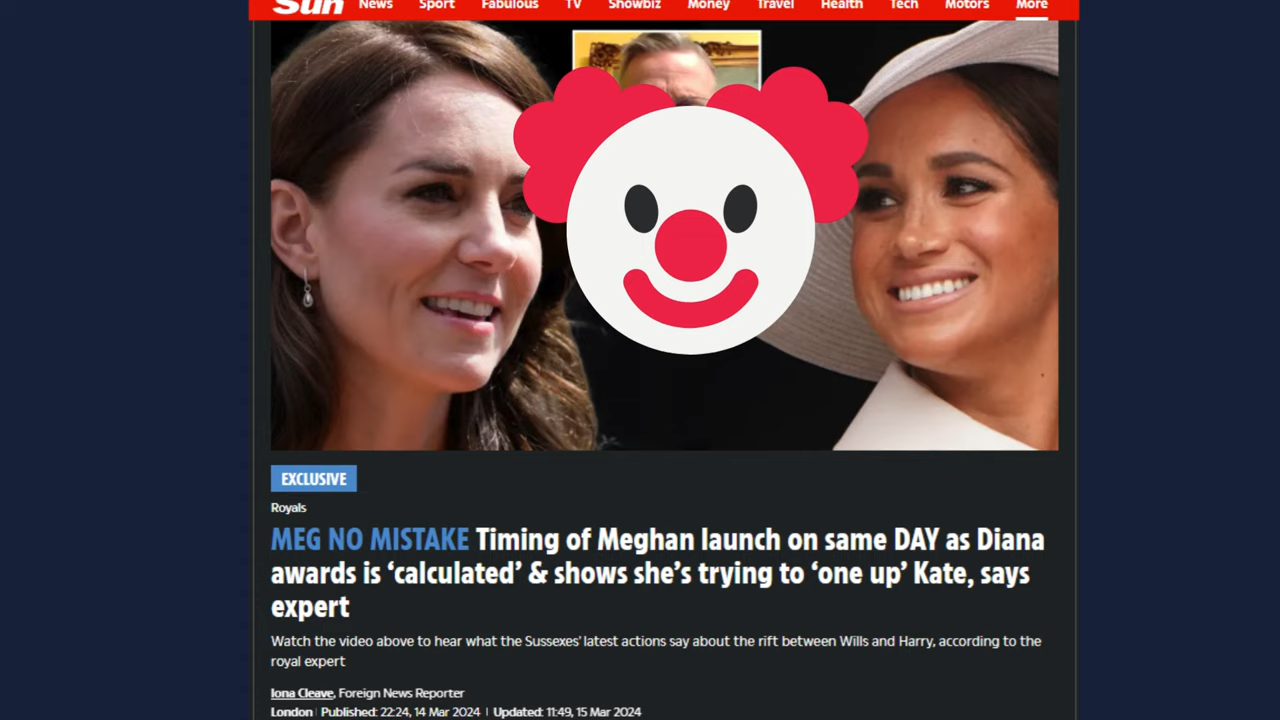 Sun News Sport Fabulous TV Showbiz Money Travel Health Tech Motors More
EXCLUSIVE
Royals
MEG NO MISTAKE Timing of Meghan launch on same DAY as Diana
awards is ‘calculated’ & shows she’s trying to ‘one up’ Kate, says
expert
Watch the video above to hear what the Sussexes’ latest actions say about the rift between Wills and Harry, according to the
royal expert
Iona Cleave, Foreign News Reporter
London | Published: 22:24, 14 Mar 2024 | Updated: 11:49, 15 Mar 2024